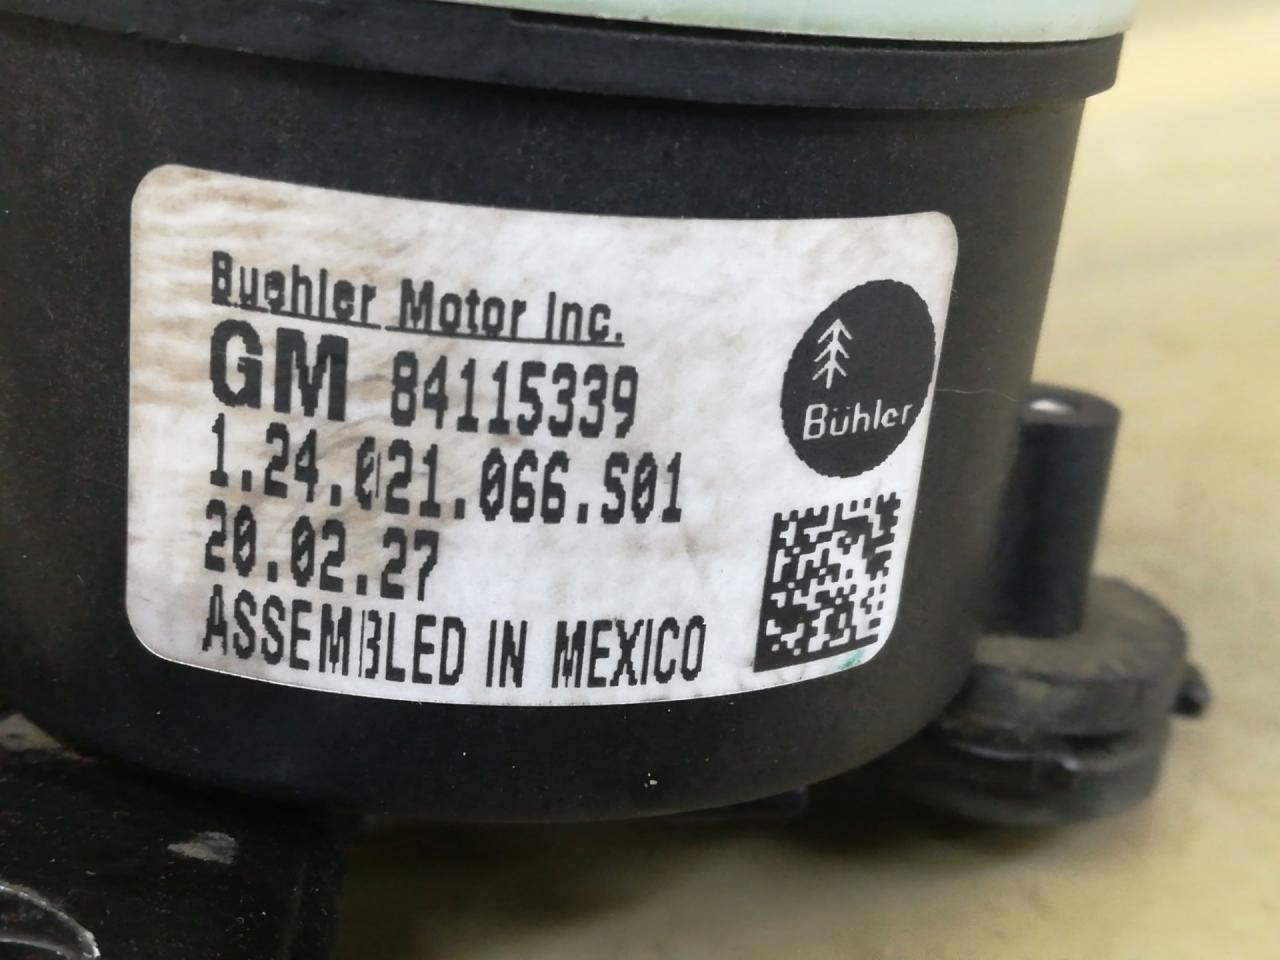 Buehler Motor Inc.
GM 84115339
1.24.021.066.S01
20.02.27
ASSEMBLED IN MEXICO
Bühler